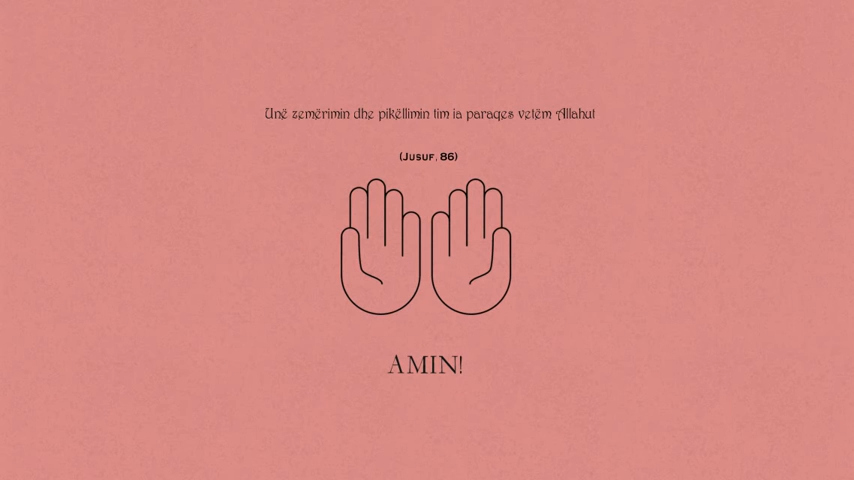 Unë zemërimin dhe pikëllimin tim ia paraqes vetëm Allahut
(Jusuf, 86)
AMIN!